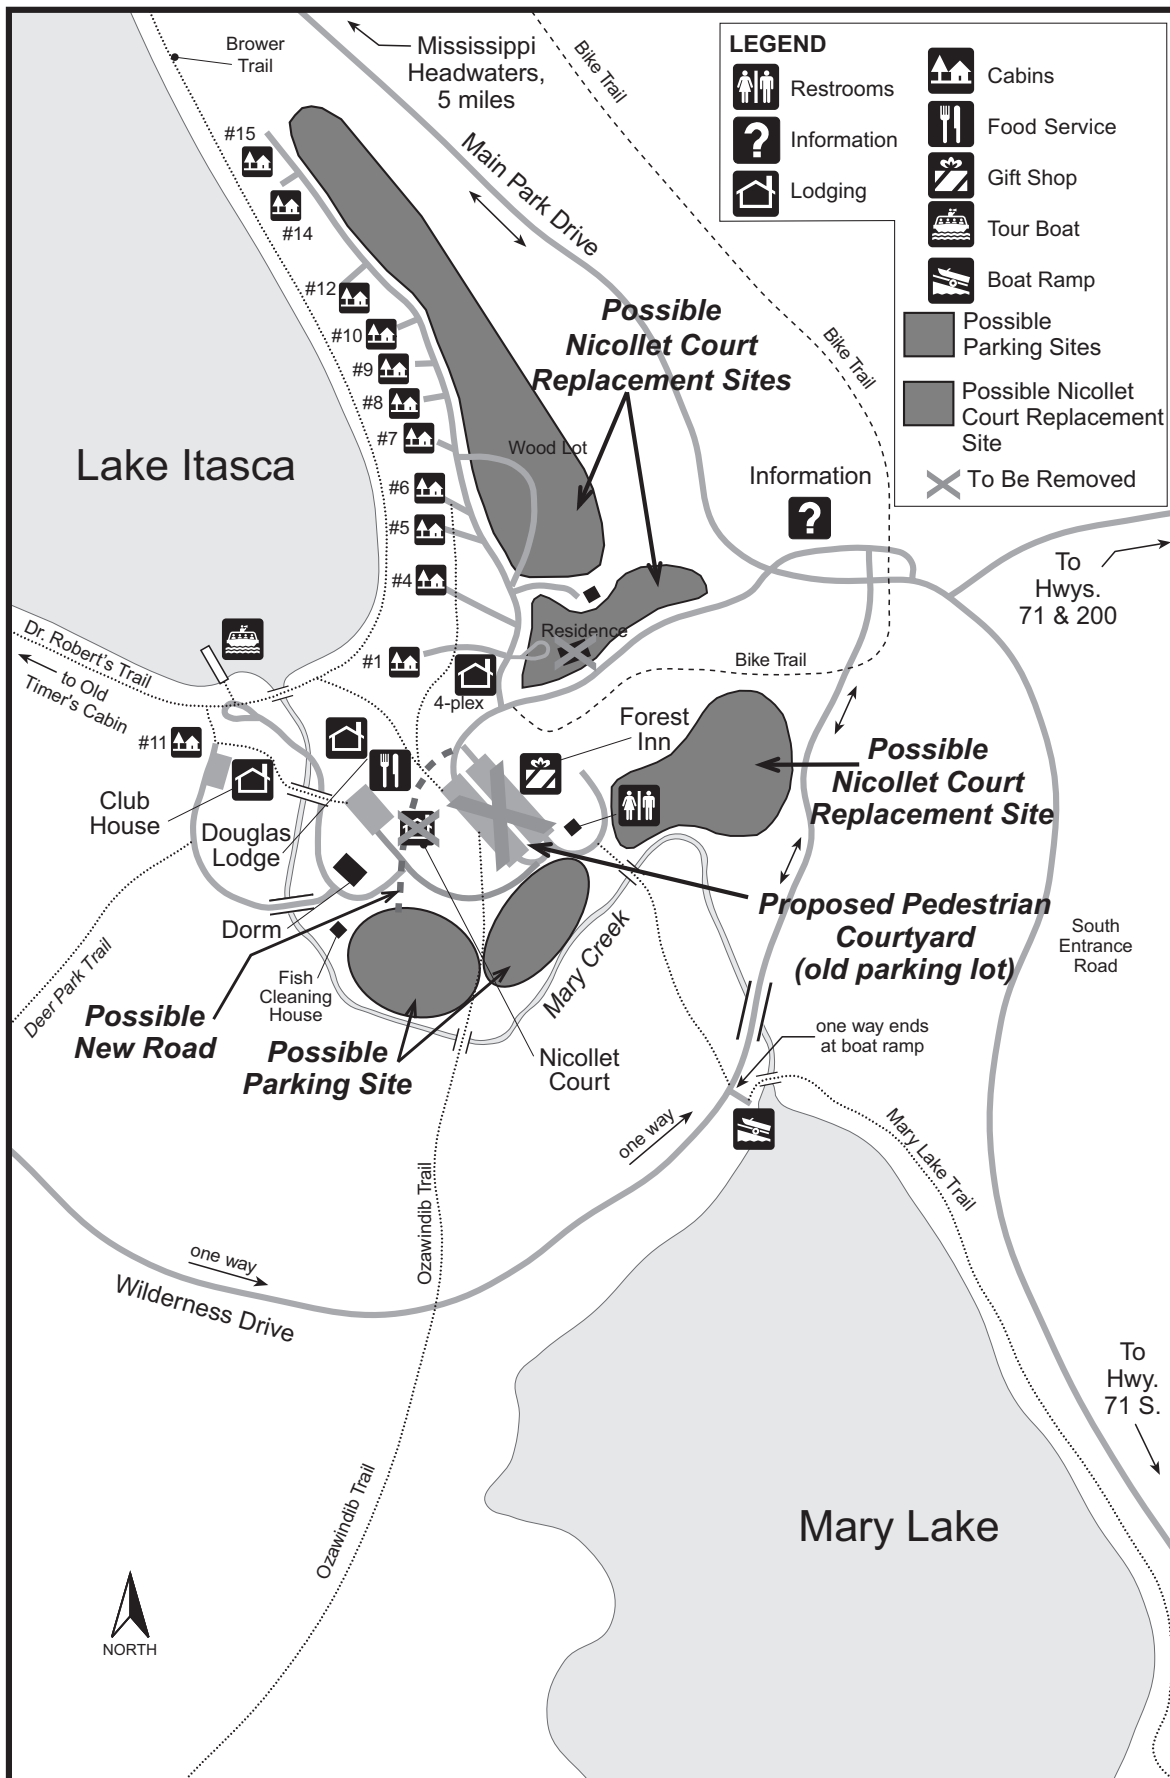 Brower
Trail
Mississippi
Headwaters,
5 miles
Bike Trail
Main Park Drive
LEGEND
Restrooms
Information
Lodging
Cabins
Food Service
Gift Shop
Tour Boat
Boat Ramp
Possible
Parking Sites
Possible Nicollet
Court Replacement
Site
To Be Removed
#15
#14
#12
#10
#9
#8
#7
#6
#5
#4
#1
Possible
Nicollet Court
Replacement Sites
Bike Trail
Wood Lot
Lake Itasca
Information
?
To
Hwys.
71 & 200
Residence
Bike Trail
4-plex
Dr. Robert's Trail
to Old
Timer's Cabin
#11
Club
House
Douglas
Lodge
Forest
Inn
Possible
Nicollet Court
Replacement Site
Proposed Pedestrian
Courtyard
(old parking lot)
South
Entrance
Road
Dorm
Deer Park Trail
Fish
Cleaning
House
Mary Creek
Possible
New Road
Possible
Parking Site
Nicollet
Court
one way ends
at boat ramp
one way
Mary Lake Trail
Ozawindib Trail
one way
Wilderness Drive
To
Hwy.
71 S.
Ozawindib Trail
Mary Lake
NORTH